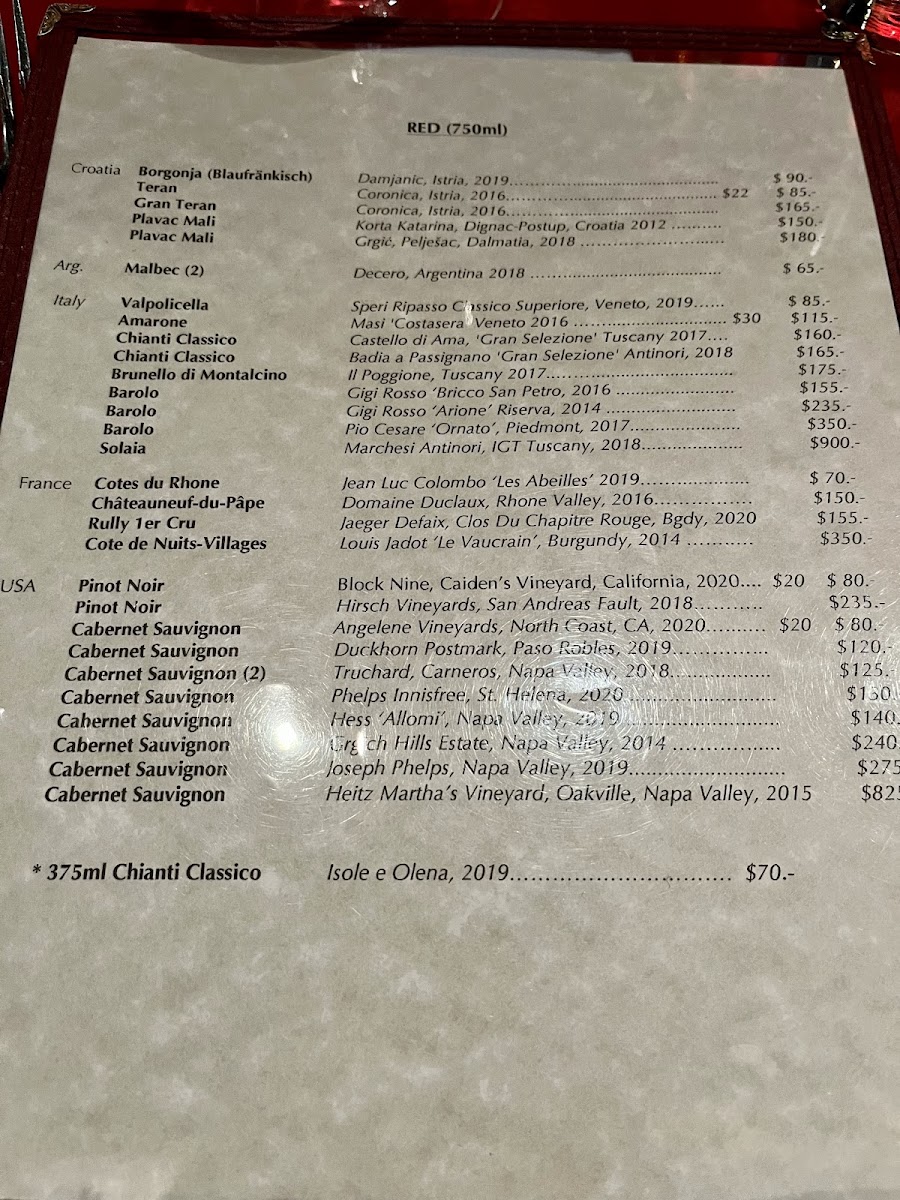 RED (750ml)
Croatia Borgonja (Blaufränkisch) Damjanic, Istria, 2019.......................................... $ 90.-
Teran Coronica, Istria, 2016.......................................... $22 $ 85.-
Gran Teran Coronica, Istria, 2016.......................................... $165.-
Plavac Mali Korta Katarina, Dignac-Postup, Croatia 2012 .......... $150.-
Plavac Mali Grgić, Pelješac, Dalmatia, 2018 ............................ $180.-
Arg. Malbec (2) Decero, Argentina 2018 ...................................... $ 65.-
Italy Valpolicella Speri Ripasso Classico Superiore, Veneto, 2019...... $ 85.-
Amarone Masi 'Costasera' Veneto 2016 .............................. $30 $115.-
Chianti Classico Castello di Ama, 'Gran Selezione' Tuscany 2017.... $160.-
Chianti Classico Badia a Passignano 'Gran Selezione' Antinori, 2018 $165.-
Brunello di Montalcino Il Poggione, Tuscany 2017.................................... $175.-
Barolo Gigi Rosso ‘Bricco San Petro, 2016 ....................... $155.-
Barolo Gigi Rosso ‘Arione’ Riserva, 2014 ......................... $235.-
Barolo Pio Cesare ‘Ornato’, Piedmont, 2017..................... $350.-
Solaia Marchesi Antinori, IGT Tuscany, 2018................... $900.-
France Cotes du Rhone Jean Luc Colombo ‘Les Abeilles’ 2019.................... $ 70.-
Châteauneuf-du-Pâpe Domaine Duclaux, Rhone Valley, 2016................ $150.-
Rully 1er Cru Jaeger Defaix, Clos Du Chapitre Rouge, Bgdy, 2020 $155.-
Cote de Nuits-Villages Louis Jadot ‘Le Vaucrain’, Burgundy, 2014 ........... $350.-
USA Pinot Noir Block Nine, Caiden’s Vineyard, California, 2020.... $20 $ 80.-
Pinot Noir Hirsch Vineyards, San Andreas Fault, 2018........... $235.-
Cabernet Sauvignon Angelene Vineyards, North Coast, CA, 2020.......... $20 $ 80.-
Cabernet Sauvignon Duckhorn Postmark, Paso Robles, 2019................ $120.-
Cabernet Sauvignon (2) Truchard, Carneros, Napa Valley, 2018................. $125.-
Cabernet Sauvignon Phelps Innisfree, St. Helena, 2020 ........................ $130.
Cabernet Sauvignon Hess ‘Allomi’, Napa Valley, 2019 ......................... $140.
Cabernet Sauvignon Grgich Hills Estate, Napa Valley, 2014 ................. $240
Cabernet Sauvignon Joseph Phelps, Napa Valley, 2019.......................... $275
Cabernet Sauvignon Heitz Martha’s Vineyard, Oakville, Napa Valley, 2015 $825
* 375ml Chianti Classico Isole e Olena, 2019............................... $70.-